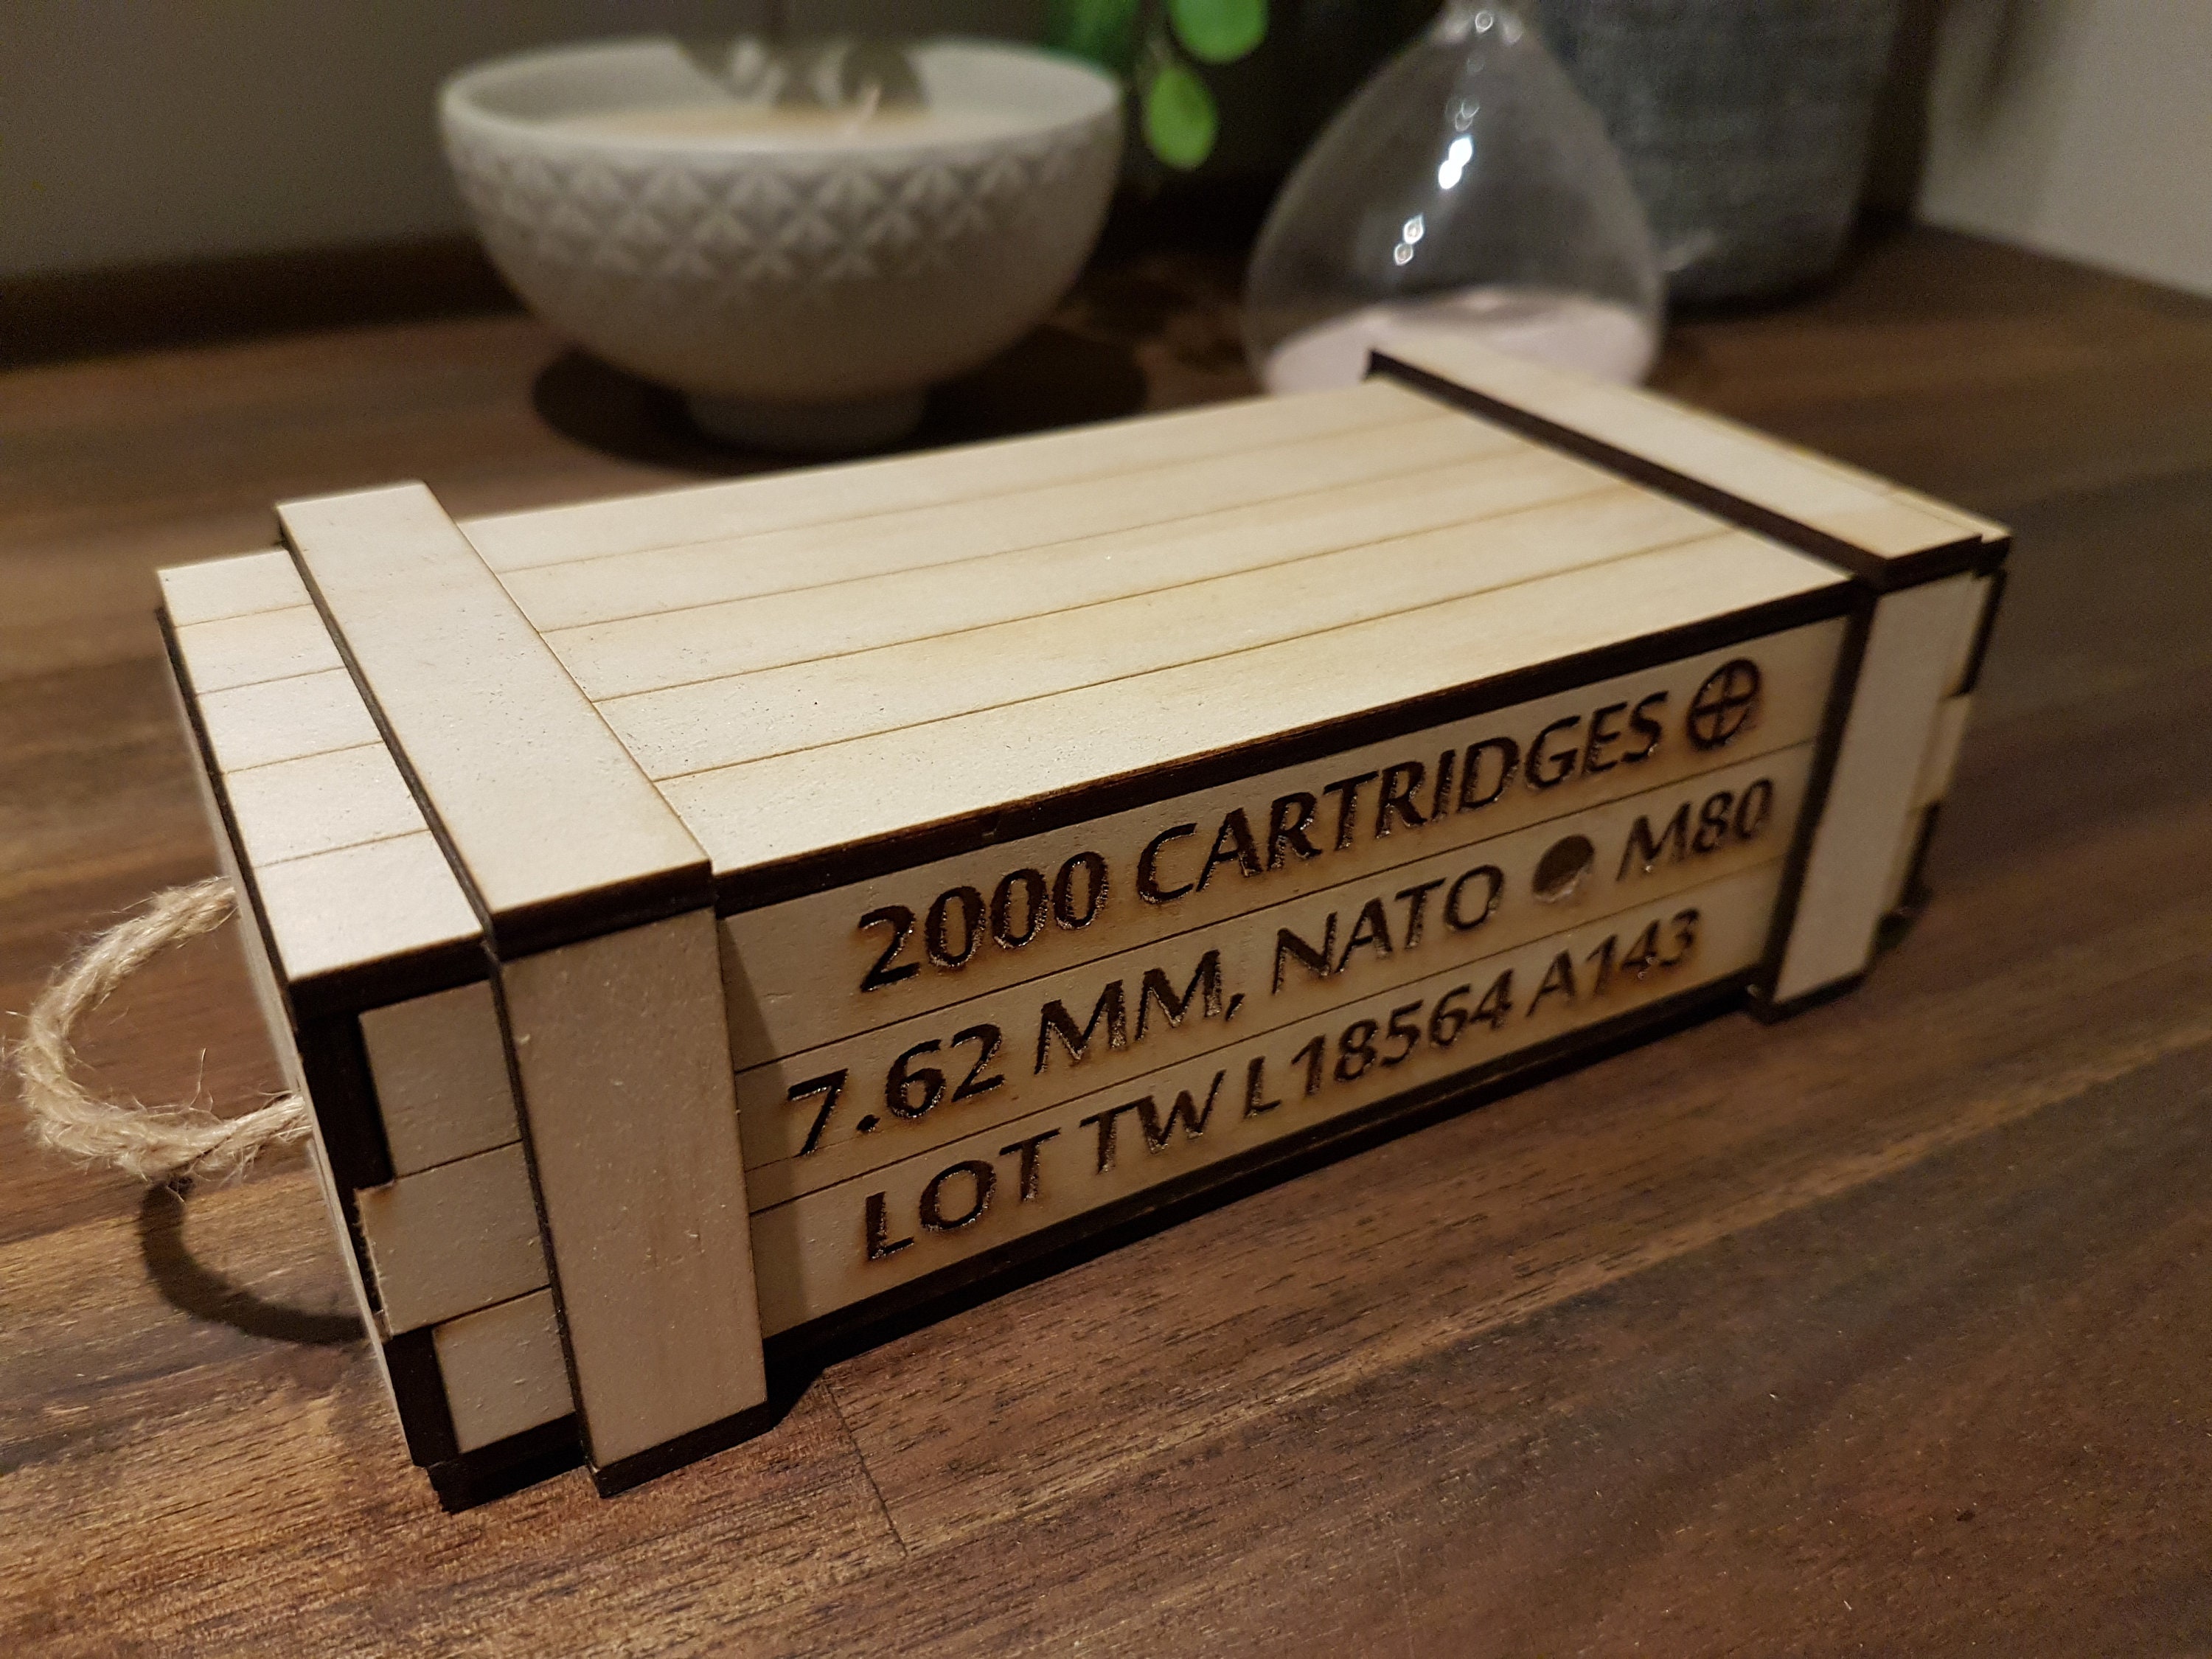 2000 CARTRIDGES ⊕
7.62 MM, NATO ● M80
LOT TW L18564 A143